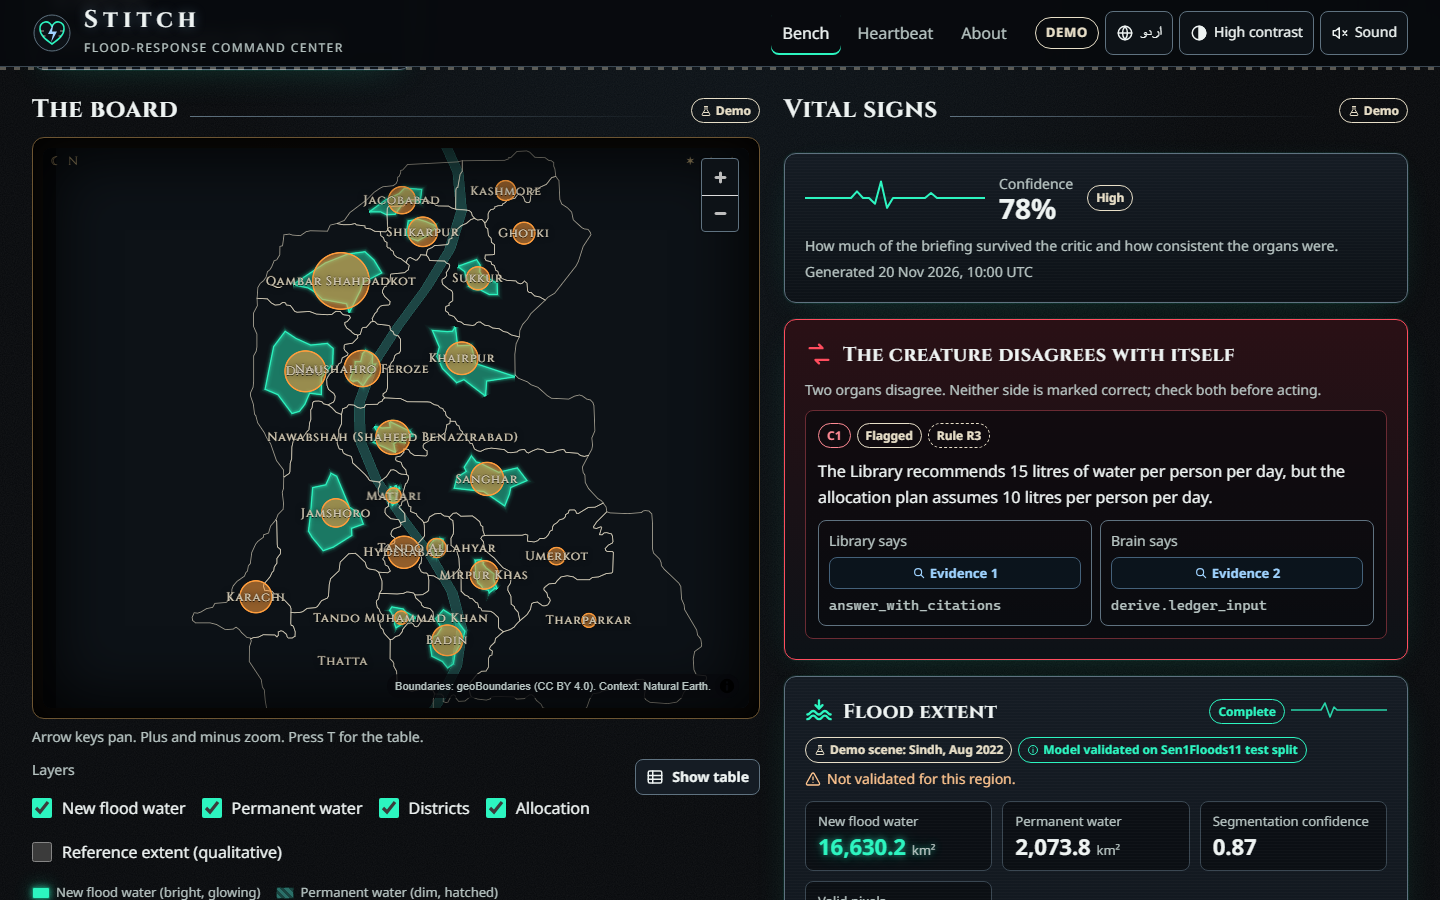 STITCH
FLOOD-RESPONSE COMMAND CENTER
Bench
Heartbeat
About
DEMO
اردو
High contrast
Sound
THE BOARD
Demo
N
JACOBABAD
KASHMORE
SHIKARPUR
GHOTKI
QAMBAR SHAHDADKOT
SUKKUR
KHAIRPUR
NAUSHAHRO FEROZE
NAWABSHAH (SHAHEED BENAZIRABAD)
SANGHAR
MATIARI
JAMSHORO
HYDERABAD
TANDO ALLAHYAR
UMERKOT
MIRPUR KHAS
KARACHI
TANDO MUHAMMAD KHAN
THARPARKAR
BADIN
THATTA
+
−
Boundaries: geoBoundaries (CC BY 4.0). Context: Natural Earth.
Arrow keys pan. Plus and minus zoom. Press T for the table.
Layers
Show table
New flood water
Permanent water
Districts
Allocation
Reference extent (qualitative)
New flood water (bright, glowing)
Permanent water (dim, hatched)
VITAL SIGNS
Demo
Confidence
78%
High
How much of the briefing survived the critic and how consistent the organs were.
Generated 20 Nov 2026, 10:00 UTC
THE CREATURE DISAGREES WITH ITSELF
Two organs disagree. Neither side is marked correct; check both before acting.
C1
Flagged
Rule R3
The Library recommends 15 litres of water per person per day, but the
allocation plan assumes 10 litres per person per day.
Library says
Evidence 1
answer_with_citations
Brain says
Evidence 2
derive.ledger_input
FLOOD EXTENT
Complete
Demo scene: Sindh, Aug 2022
Model validated on Sen1Floods11 test split
Not validated for this region.
New flood water
16,630.2 km²
Permanent water
2,073.8 km²
Segmentation confidence
0.87